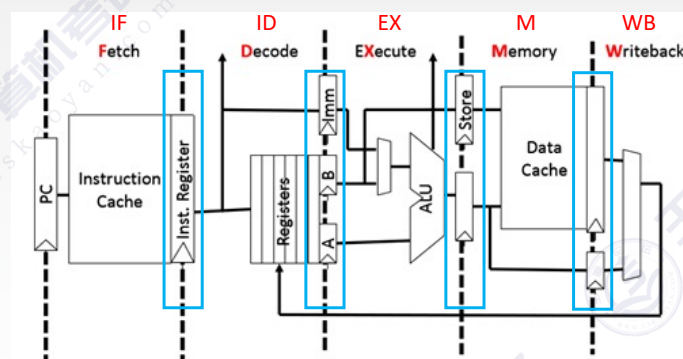 IF ID EX M WB
Fetch Decode EXecute Memory Writeback
PC
Instruction
Cache
Inst. Register
Registers
Imm
B
A
ALU
Store
Data
Cache